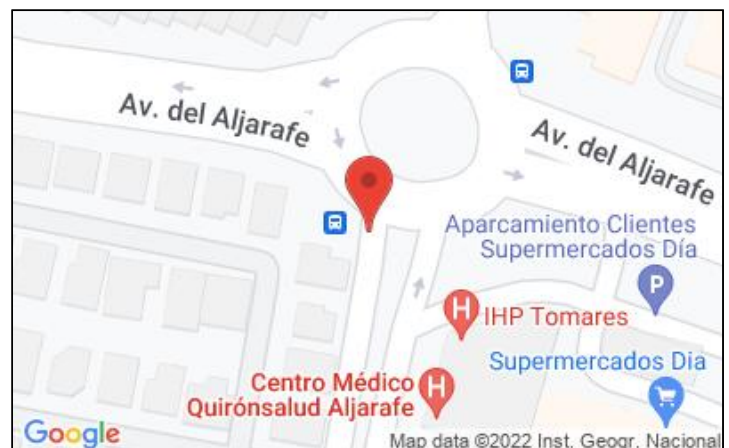 Av. del Aljarafe
Av. del Aljarafe
Aparcamiento Clientes
Supermercados Día
P
H
IHP Tomares
Supermercados Dia
Centro Médico
Quirónsalud Aljarafe
H
Google
Map data ©2022 Inst. Geogr. Nacional